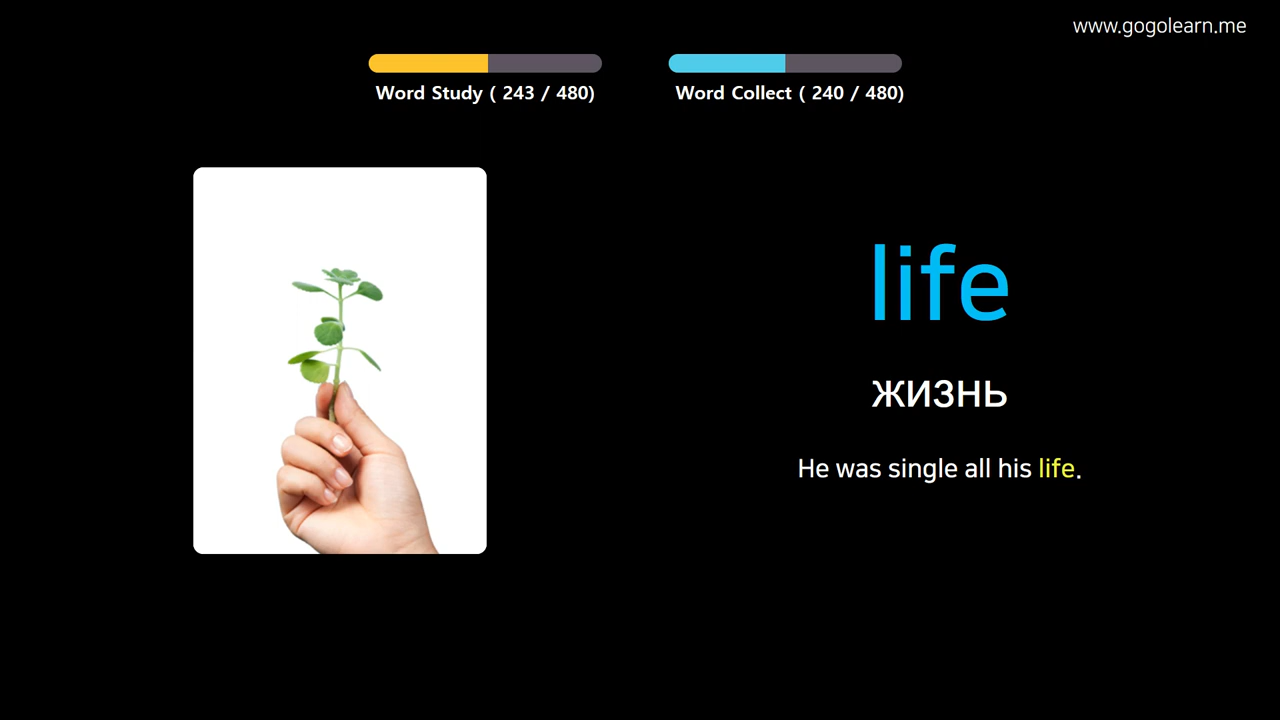 www.gogolearn.me
Word Study ( 243 / 480)
Word Collect ( 240 / 480)
life
жизнь
He was single all his life.